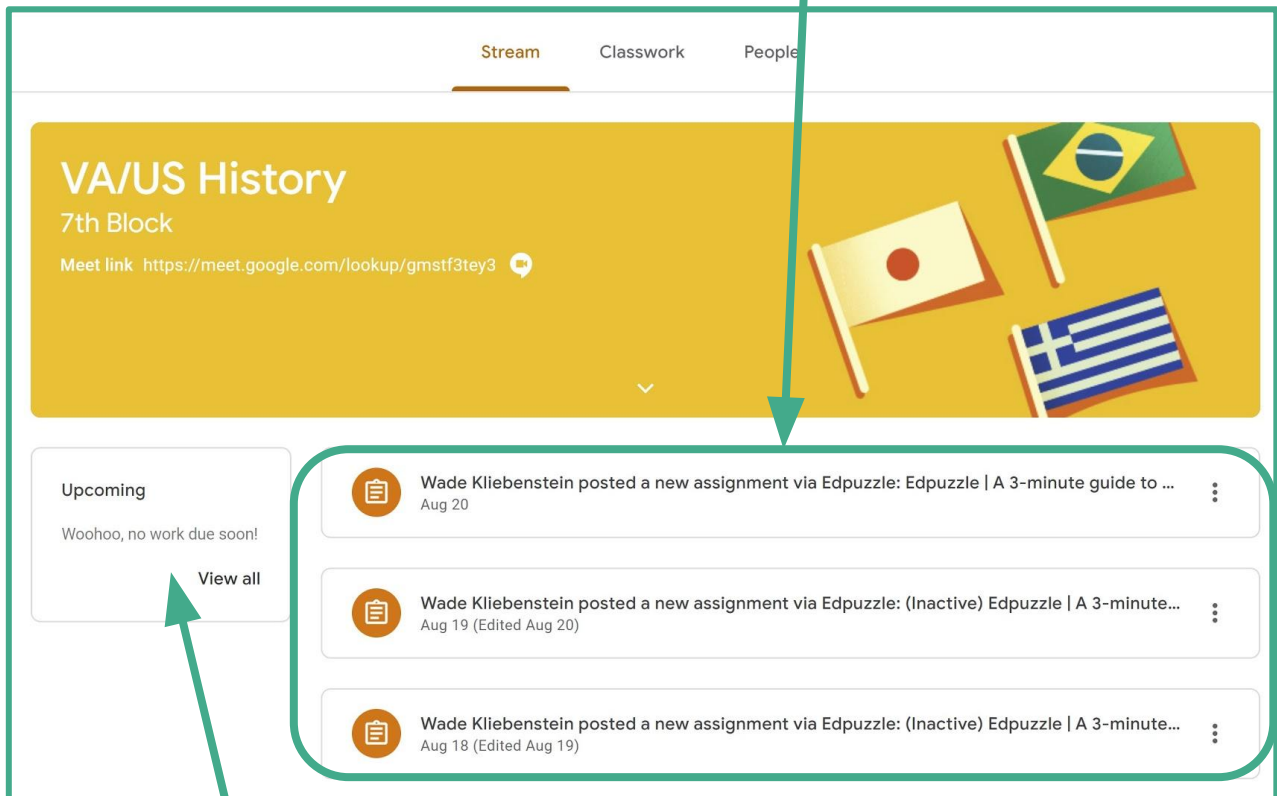 Stream Classwork People
VA/US History
7th Block
Meet link https://meet.google.com/lookup/gmstf3tey3
Upcoming
Woohoo, no work due soon!
View all
Wade Kliebenstein posted a new assignment via Edpuzzle: Edpuzzle | A 3-minute guide to ...
Aug 20
Wade Kliebenstein posted a new assignment via Edpuzzle: (Inactive) Edpuzzle | A 3-minute...
Aug 19 (Edited Aug 20)
Wade Kliebenstein posted a new assignment via Edpuzzle: (Inactive) Edpuzzle | A 3-minute...
Aug 18 (Edited Aug 19)